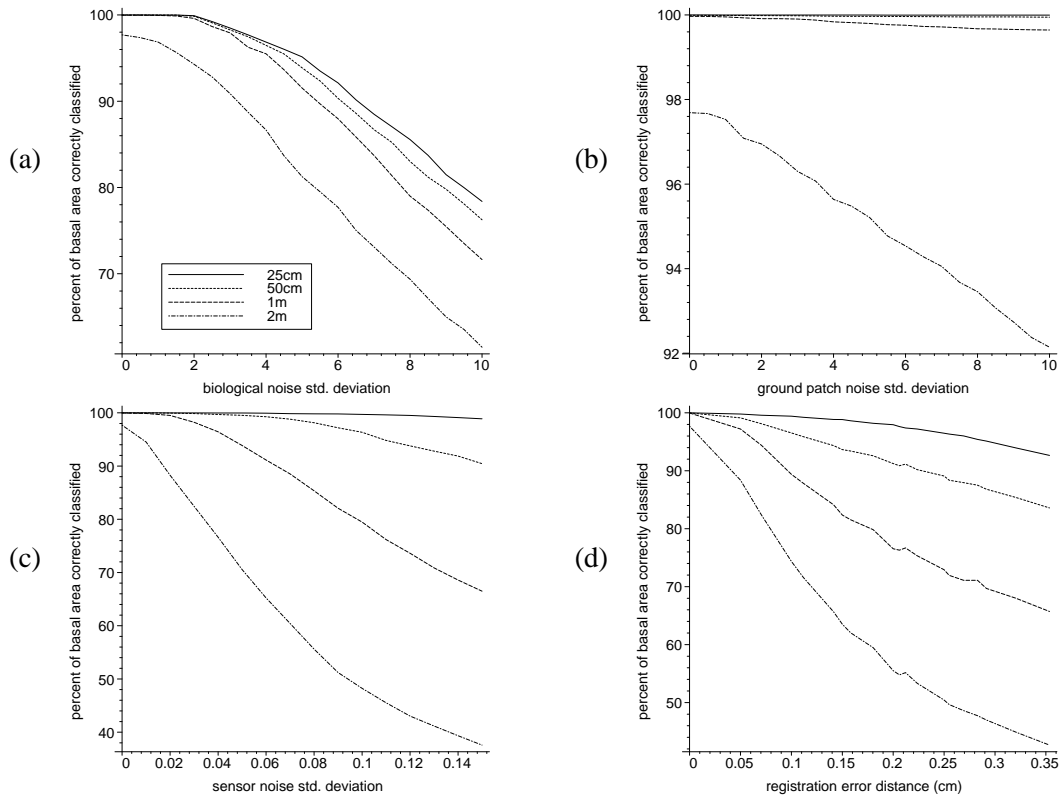 (a)
percent of basal area correctly classified
100
90
80
70
25cm
50cm
1m
2m
0 2 4 6 8 10
biological noise std. deviation
(b)
percent of basal area correctly classified
100
98
96
94
92
0 2 4 6 8 10
ground patch noise std. deviation
(c)
percent of basal area correctly classified
100
90
80
70
60
50
40
0 0.02 0.04 0.06 0.08 0.10 0.12 0.14
sensor noise std. deviation
(d)
percent of basal area correctly classified
100
90
80
70
60
50
0 0.05 0.1 0.15 0.2 0.25 0.3 0.35
registration error distance (cm)